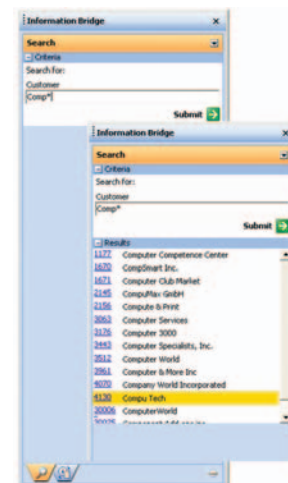 Information Bridge
Search
Criteria
Search for:
Customer
Comp*
Submit
Information Bridge
Search
Criteria
Search for:
Customer
Comp*
Submit
Results
1177 Computer Competence Center
1670 CompSmart Inc.
1671 Computer Club Market
2145 CompuMax GmbH
2156 Compute & Print
3063 Computer Services
3176 Computer 3000
3443 Computer Specialists, Inc.
3512 Computer World
3961 Computer & More Inc
4070 Company World Incorporated
4130 Compu Tech
30006 ComputerWorld